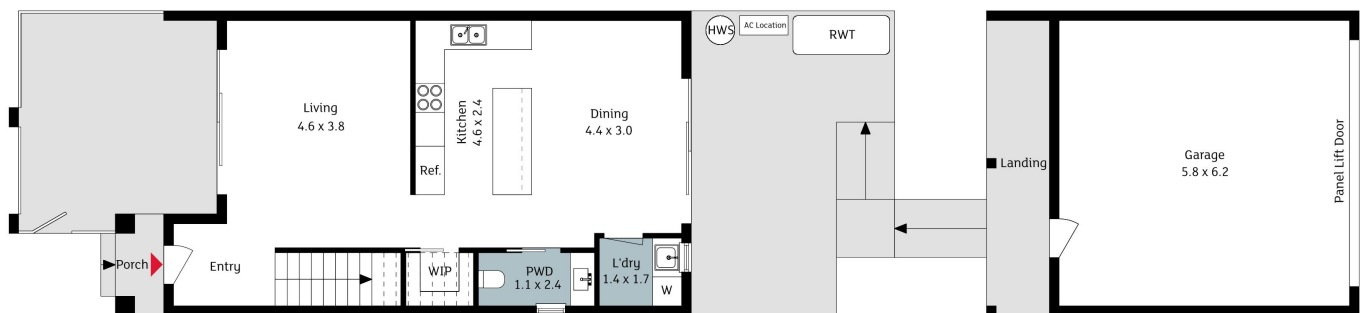 HWS
AC Location
RWT
Living
4.6 x 3.8
Kitchen
4.6 x 2.4
Dining
4.4 x 3.0
Ref.
Landing
Garage
5.8 x 6.2
Panel Lift Door
Porch
Entry
WIP
PWD
1.1 x 2.4
L'dry
1.4 x 1.7
W